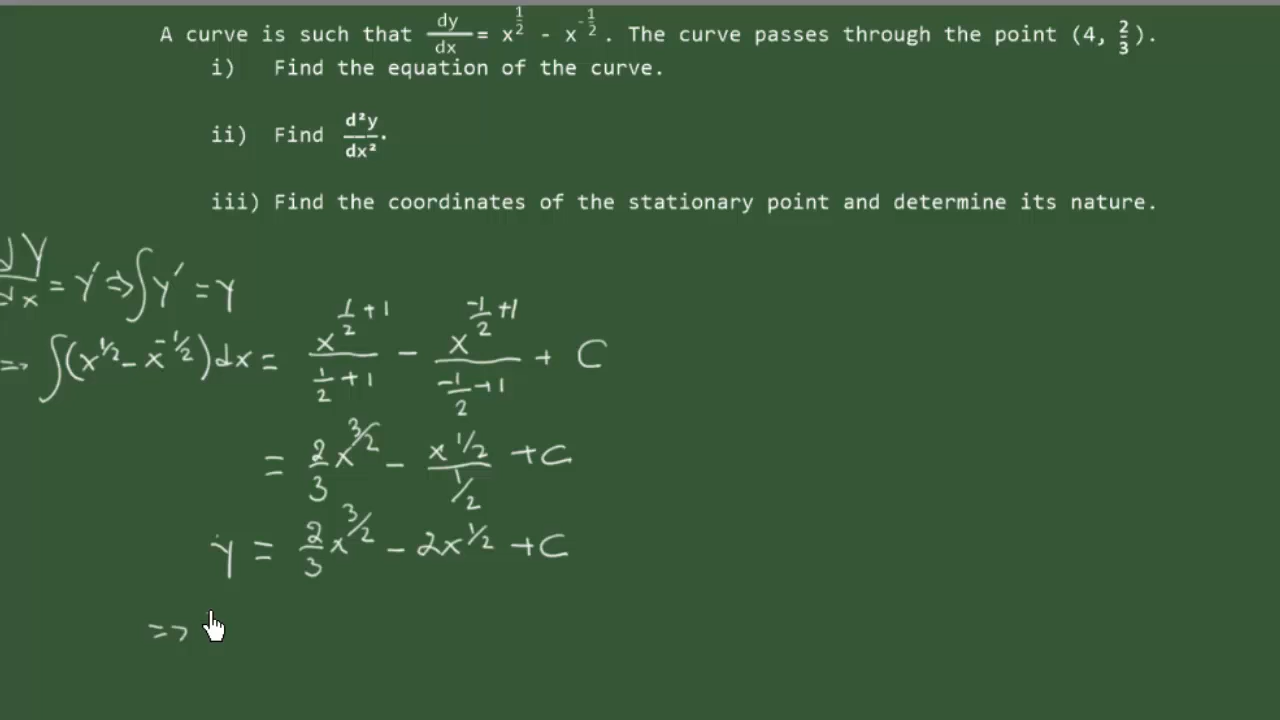 A curve is such that dy/dx = x^(1/2) - x^(-1/2). The curve passes through the point (4, 2/3).
i) Find the equation of the curve.
ii) Find d²y/dx².
iii) Find the coordinates of the stationary point and determine its nature.
dy/dx = y' => ∫y' = y
=> ∫(x^(1/2) - x^(-1/2))dx = x^(1/2+1)/(1/2+1) - x^(-1/2+1)/(-1/2+1) + C
= 2/3 x^(3/2) - x^(1/2)/(1/2) + C
y = 2/3 x^(3/2) - 2x^(1/2) + C
=>